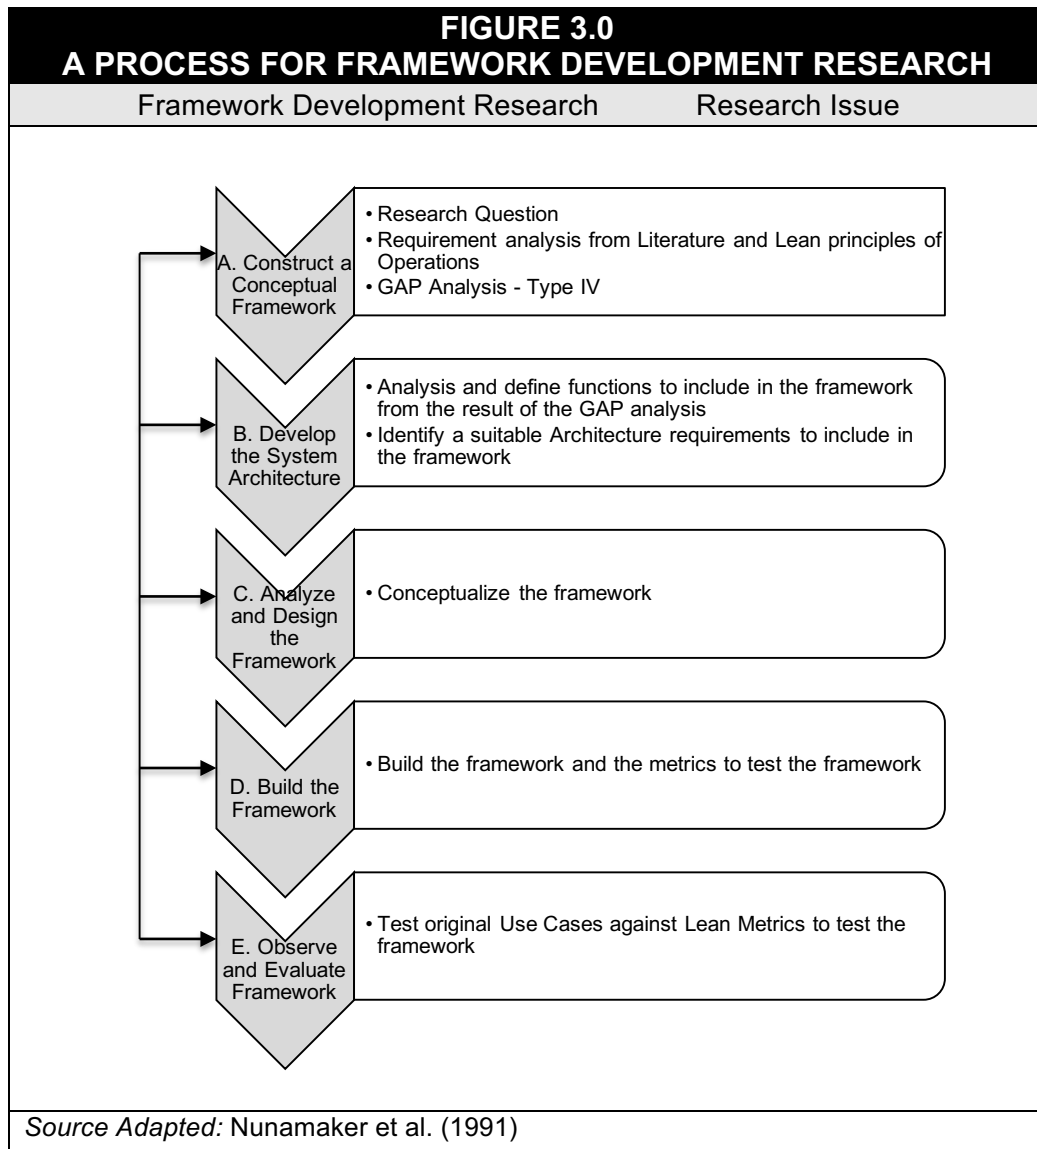 FIGURE 3.0
A PROCESS FOR FRAMEWORK DEVELOPMENT RESEARCH
Framework Development Research Research Issue
A. Construct a
Conceptual
Framework
• Research Question
• Requirement analysis from Literature and Lean principles of
Operations
• GAP Analysis - Type IV
B. Develop
the System
Architecture
• Analysis and define functions to include in the framework
from the result of the GAP analysis
• Identify a suitable Architecture requirements to include in
the framework
C. Analyze
and Design
the
Framework
• Conceptualize the framework
D. Build the
Framework
• Build the framework and the metrics to test the framework
E. Observe
and Evaluate
Framework
• Test original Use Cases against Lean Metrics to test the
framework
Source Adapted: Nunamaker et al. (1991)